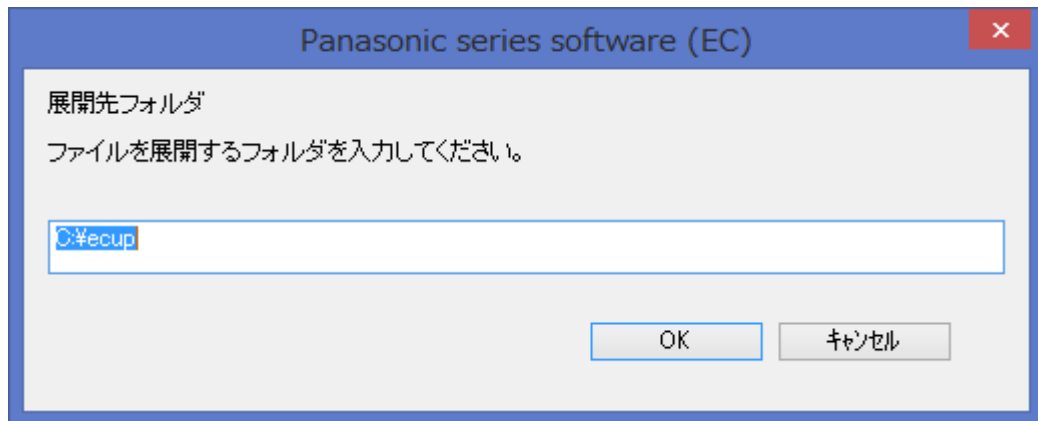 Panasonic series software (EC)
展開先フォルダ
ファイルを展開するフォルダを入力してください。
C:¥ecup
OK
ｷｬﾝｾﾙ